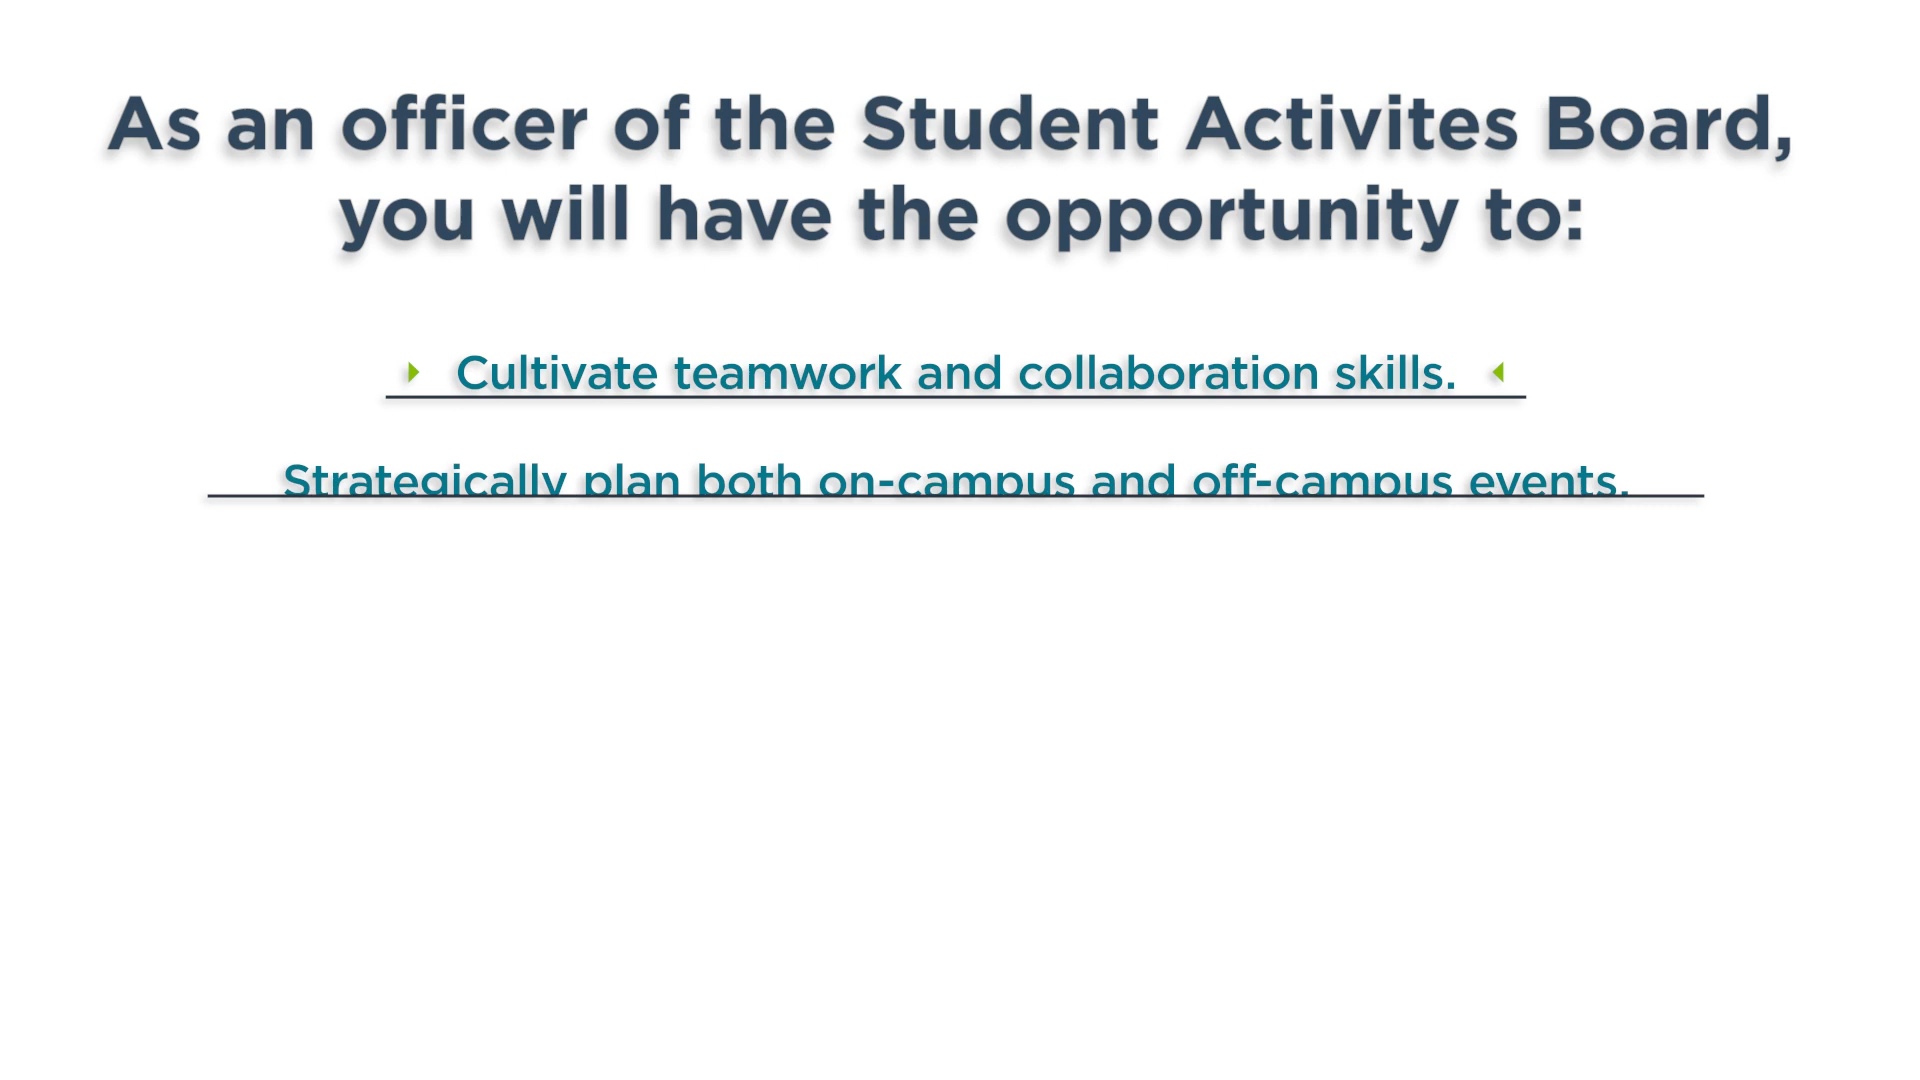 As an officer of the Student Activites Board,
you will have the opportunity to:
Cultivate teamwork and collaboration skills.
Strategically plan both on-campus and off-campus events.